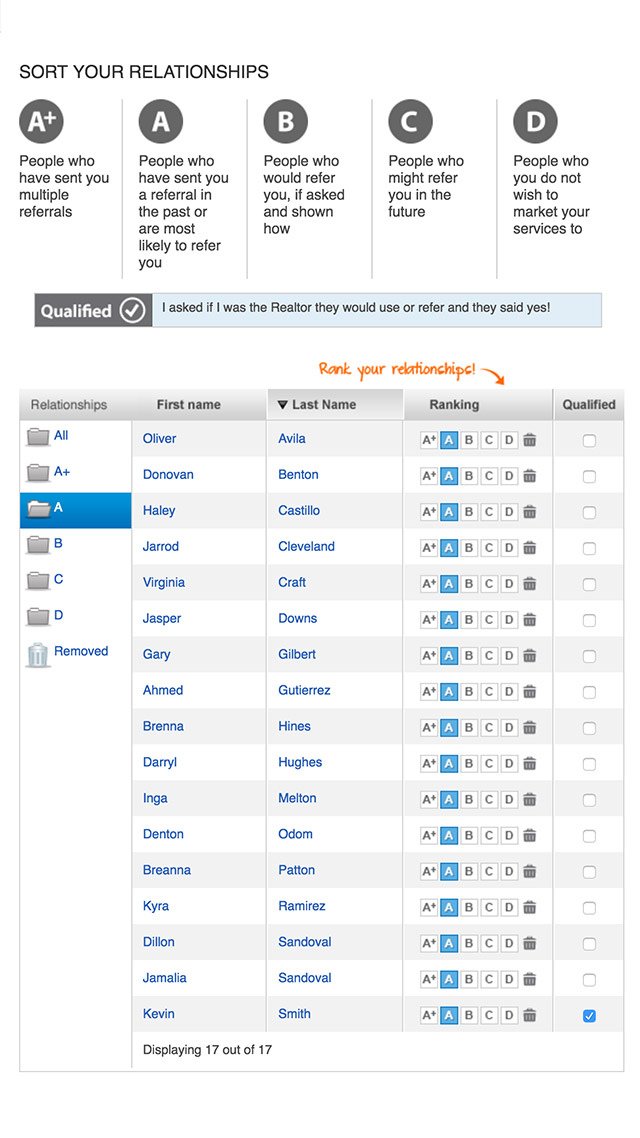 SORT YOUR RELATIONSHIPS
A+
People who
have sent you
multiple
referrals
A
People who
have sent you
a referral in
the past or
are most
likely to refer
you
B
People who
would refer
you, if asked
and shown
how
C
People who
might refer
you in the
future
D
People who
you do not
wish to
market your
services to
Qualified I asked if I was the Realtor they would use or refer and they said yes!
Rank your relationships!
Relationships First name Last Name Ranking Qualified
All
A+
A
B
C
D
Removed
Oliver Avila A+ A B C D
Donovan Benton A+ A B C D
Haley Castillo A+ A B C D
Jarrod Cleveland A+ A B C D
Virginia Craft A+ A B C D
Jasper Downs A+ A B C D
Gary Gilbert A+ A B C D
Ahmed Gutierrez A+ A B C D
Brenna Hines A+ A B C D
Darryl Hughes A+ A B C D
Inga Melton A+ A B C D
Denton Odom A+ A B C D
Breanna Patton A+ A B C D
Kyra Ramirez A+ A B C D
Dillon Sandoval A+ A B C D
Jamalia Sandoval A+ A B C D
Kevin Smith A+ A B C D
Displaying 17 out of 17